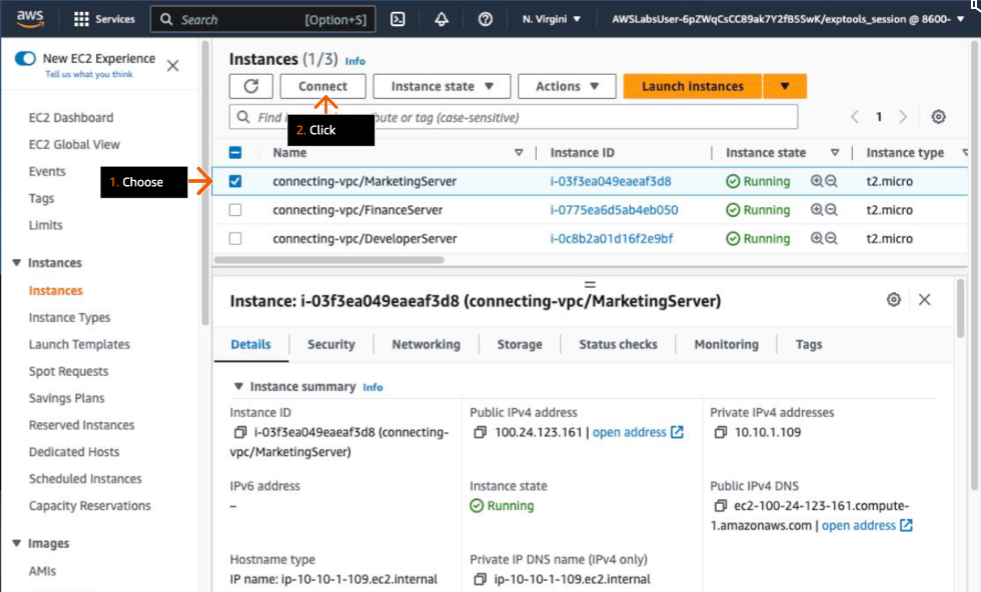 aws Services Search [Option+S] N. Virgini AWSLabsUser-6pZWqCsCC89ak7Y2fB5SwK/exptools_session @ 8600-
New EC2 Experience
Tell us what you think
EC2 Dashboard
EC2 Global View
Events
Tags
Limits
Instances
Instances
Instance Types
Launch Templates
Spot Requests
Savings Plans
Reserved Instances
Dedicated Hosts
Scheduled Instances
Capacity Reservations
Images
AMIs
Instances (1/3) Info
Connect Instance state Actions Launch instances
Find bute or tag (case-sensitive) 1
2. Click
1. Choose
Name Instance ID Instance state Instance type
connecting-vpc/MarketingServer i-03f3ea049eaeaf3d8 Running t2.micro
connecting-vpc/FinanceServer i-0775ea6d5ab4eb050 Running t2.micro
connecting-vpc/DeveloperServer i-0c8b2a01d16f2e9bf Running t2.micro
Instance: i-03f3ea049eaeaf3d8 (connecting-vpc/MarketingServer)
Details Security Networking Storage Status checks Monitoring Tags
Instance summary Info
Instance ID
i-03f3ea049eaeaf3d8 (connecting-
vpc/MarketingServer)
Public IPv4 address
100.24.123.161 | open address
Private IPv4 addresses
10.10.1.109
IPv6 address
–
Instance state
Running
Public IPv4 DNS
ec2-100-24-123-161.compute-
1.amazonaws.com | open address
Hostname type
IP name: ip-10-10-1-109.ec2.internal
Private IP DNS name (IPv4 only)
ip-10-10-1-109.ec2.internal